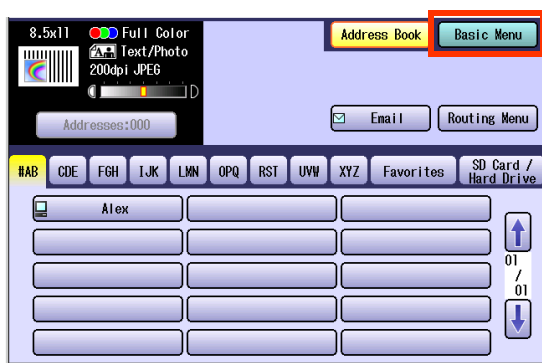 8.5x11 Full Color
A Text/Photo
200dpi JPEG
D
Addresses:000
Address Book
Basic Menu
Email
Routing Menu
#AB
CDE
FGH
IJK
LMN
OPQ
RST
UVW
XYZ
Favorites
SD Card /
Hard Drive
Alex
01
/
01